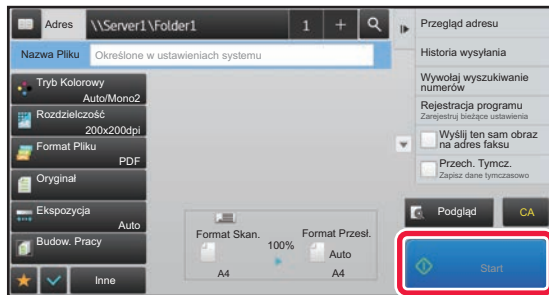 Adres
\\Server1\Folder1
1
+
Nazwa Pliku
Określone w ustawieniach systemu
Tryb Kolorowy
Auto/Mono2
Rozdzielczość
200x200dpi
Format Pliku
PDF
Oryginał
Ekspozycja
Auto
Budow. Pracy
Inne
Format Skan.
100%
Format Przesł.
Auto
A4
A4
Przegląd adresu
Historia wysyłania
Wywołaj wyszukiwanie
numerów
Rejestracja programu
Zarejestruj bieżące ustawienia
Wyślij ten sam obraz
na adres faksu
Przech. Tymcz.
Zapisz dane tymczasowo
Podgląd
CA
Start